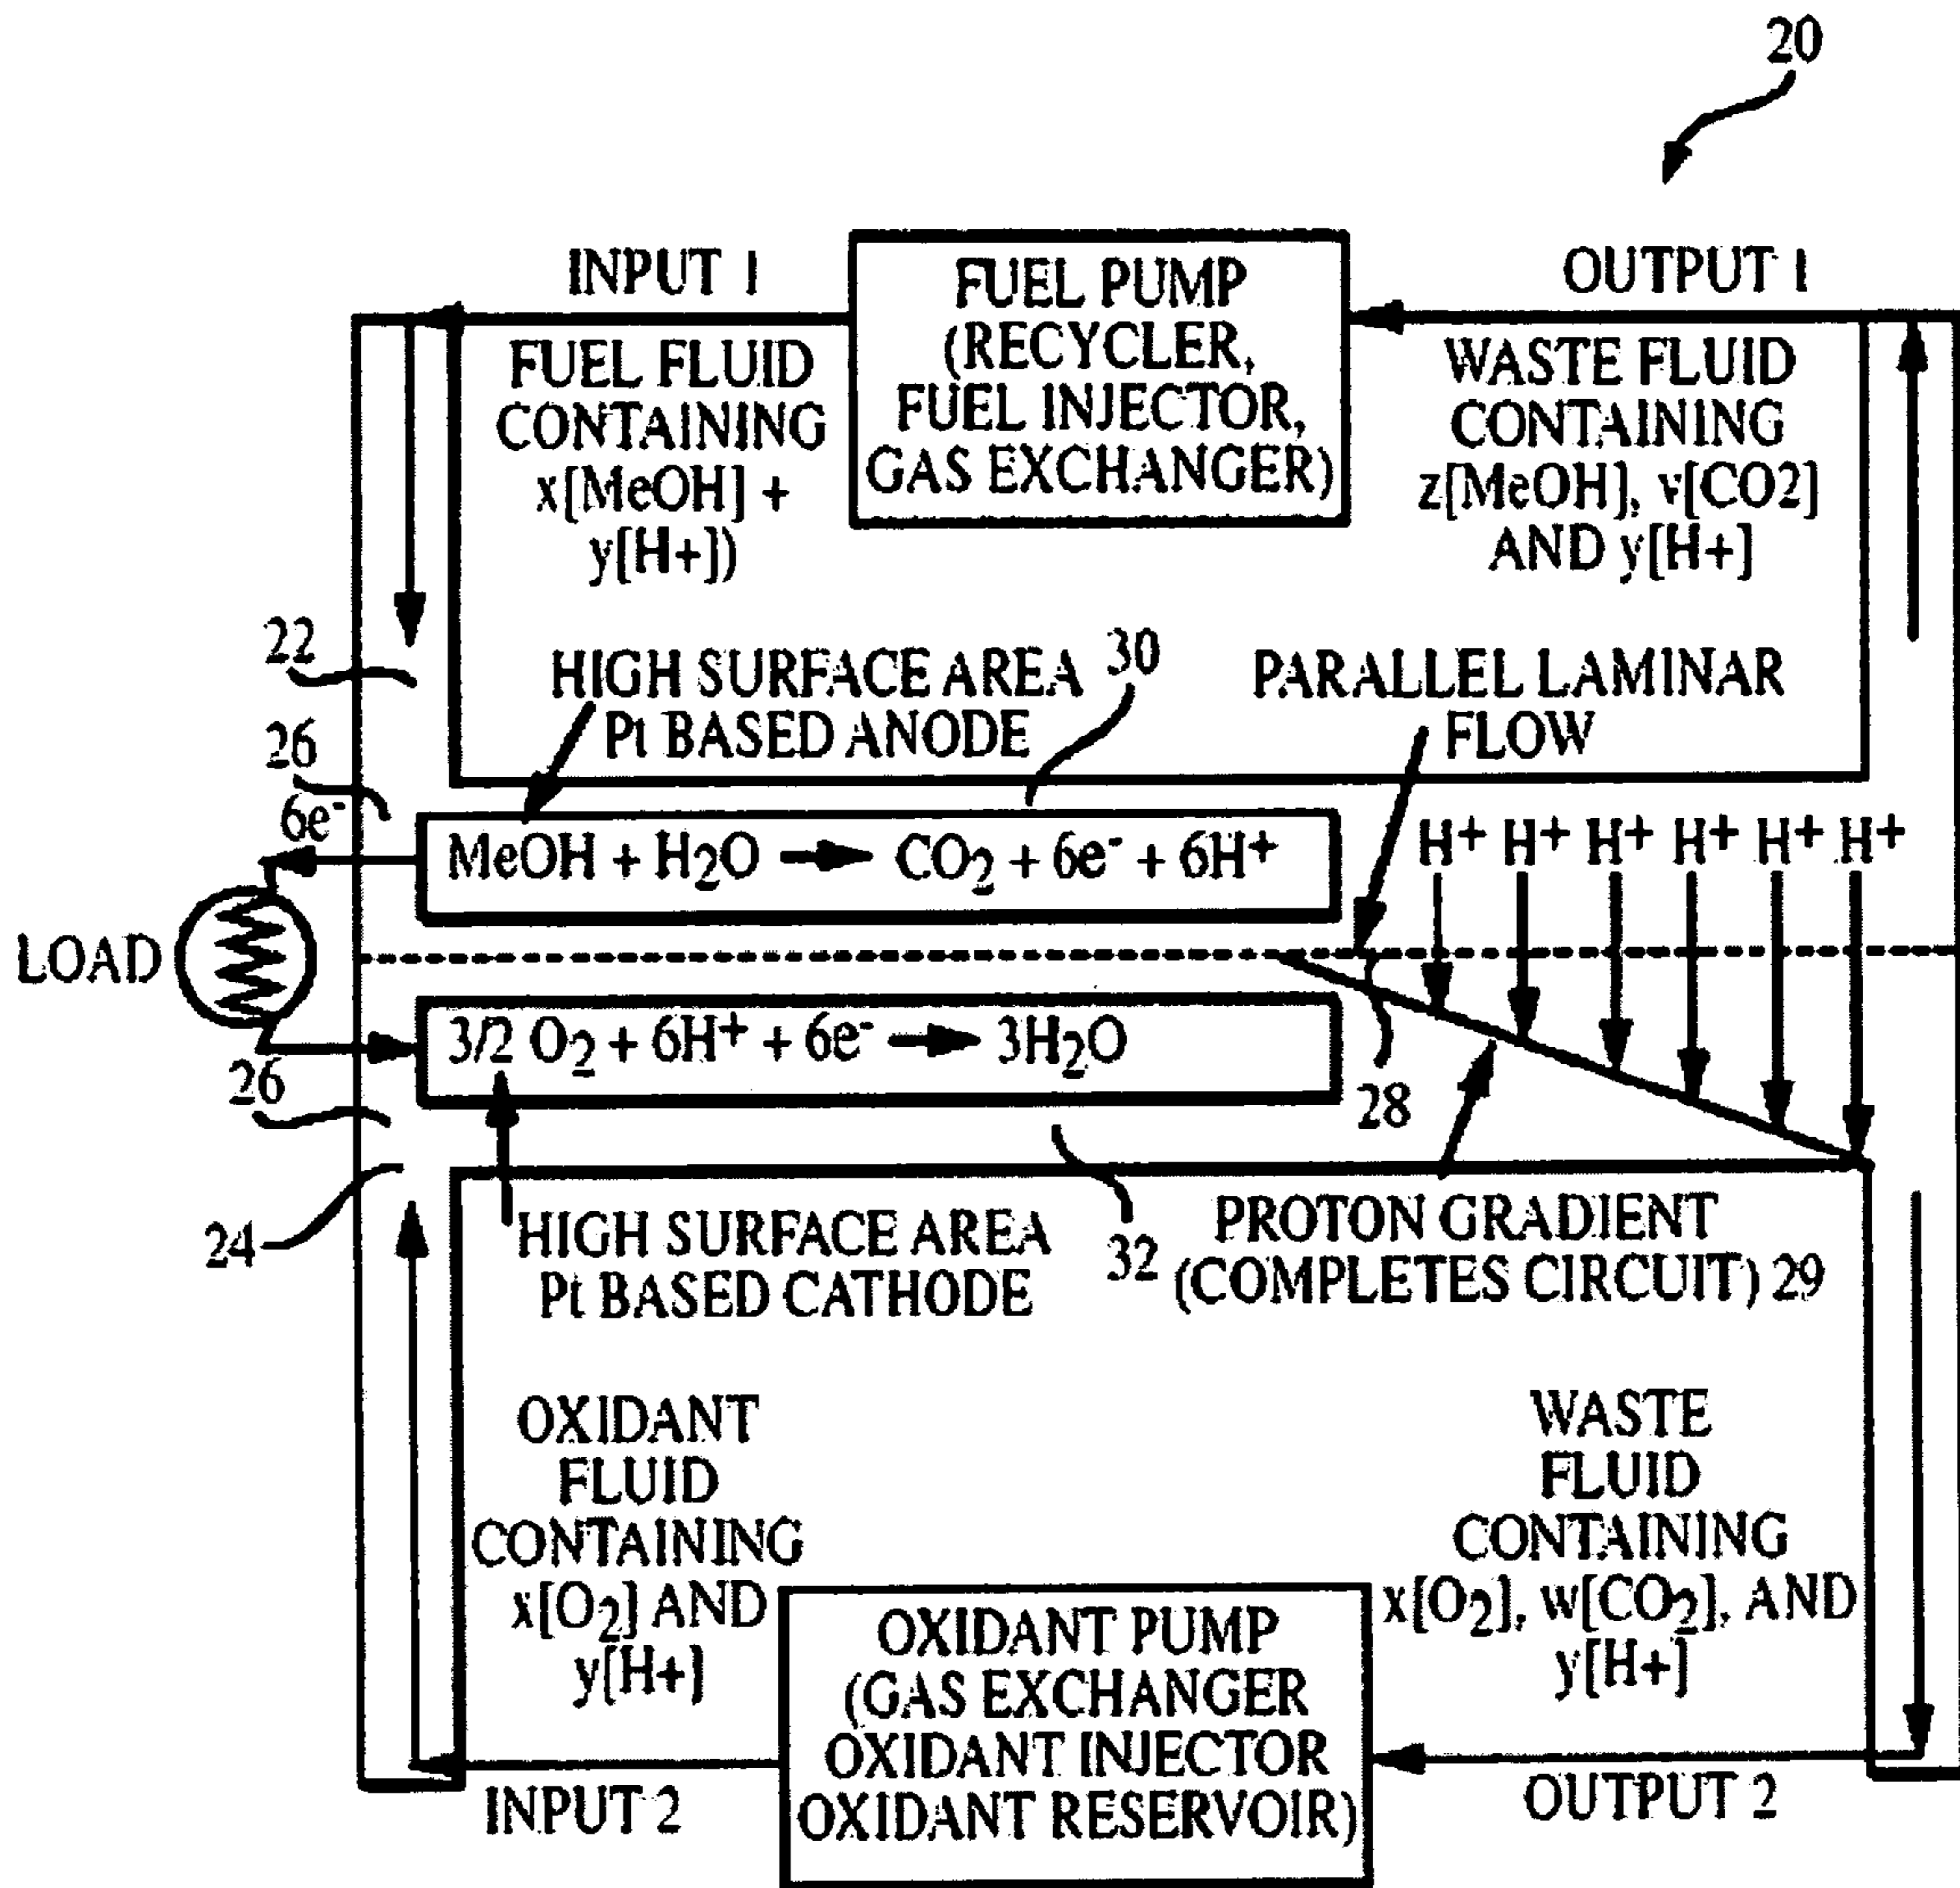 20
INPUT 1
FUEL PUMP
(RECYCLER,
FUEL INJECTOR,
GAS EXCHANGER)
OUTPUT 1
FUEL FLUID
CONTAINING
x[MeOH] +
y[H+])
WASTE FLUID
CONTAINING
z[MeOH], v[CO2]
AND y[H+]
22
HIGH SURFACE AREA
Pt BASED ANODE
30
PARALLEL LAMINAR
FLOW
26
6e-
MeOH + H2O → CO2 + 6e- + 6H+
H+ H+ H+ H+ H+ H+
LOAD
3/2 O2 + 6H+ + 6e- → 3H2O
26
28
24
HIGH SURFACE AREA
Pt BASED CATHODE
32
PROTON GRADIENT
(COMPLETES CIRCUIT) 29
OXIDANT
FLUID
CONTAINING
x[O2] AND
y[H+]
WASTE
FLUID
CONTAINING
x[O2], w[CO2], AND
y[H+]
OXIDANT PUMP
(GAS EXCHANGER
OXIDANT INJECTOR
OXIDANT RESERVOIR)
INPUT 2
OUTPUT 2